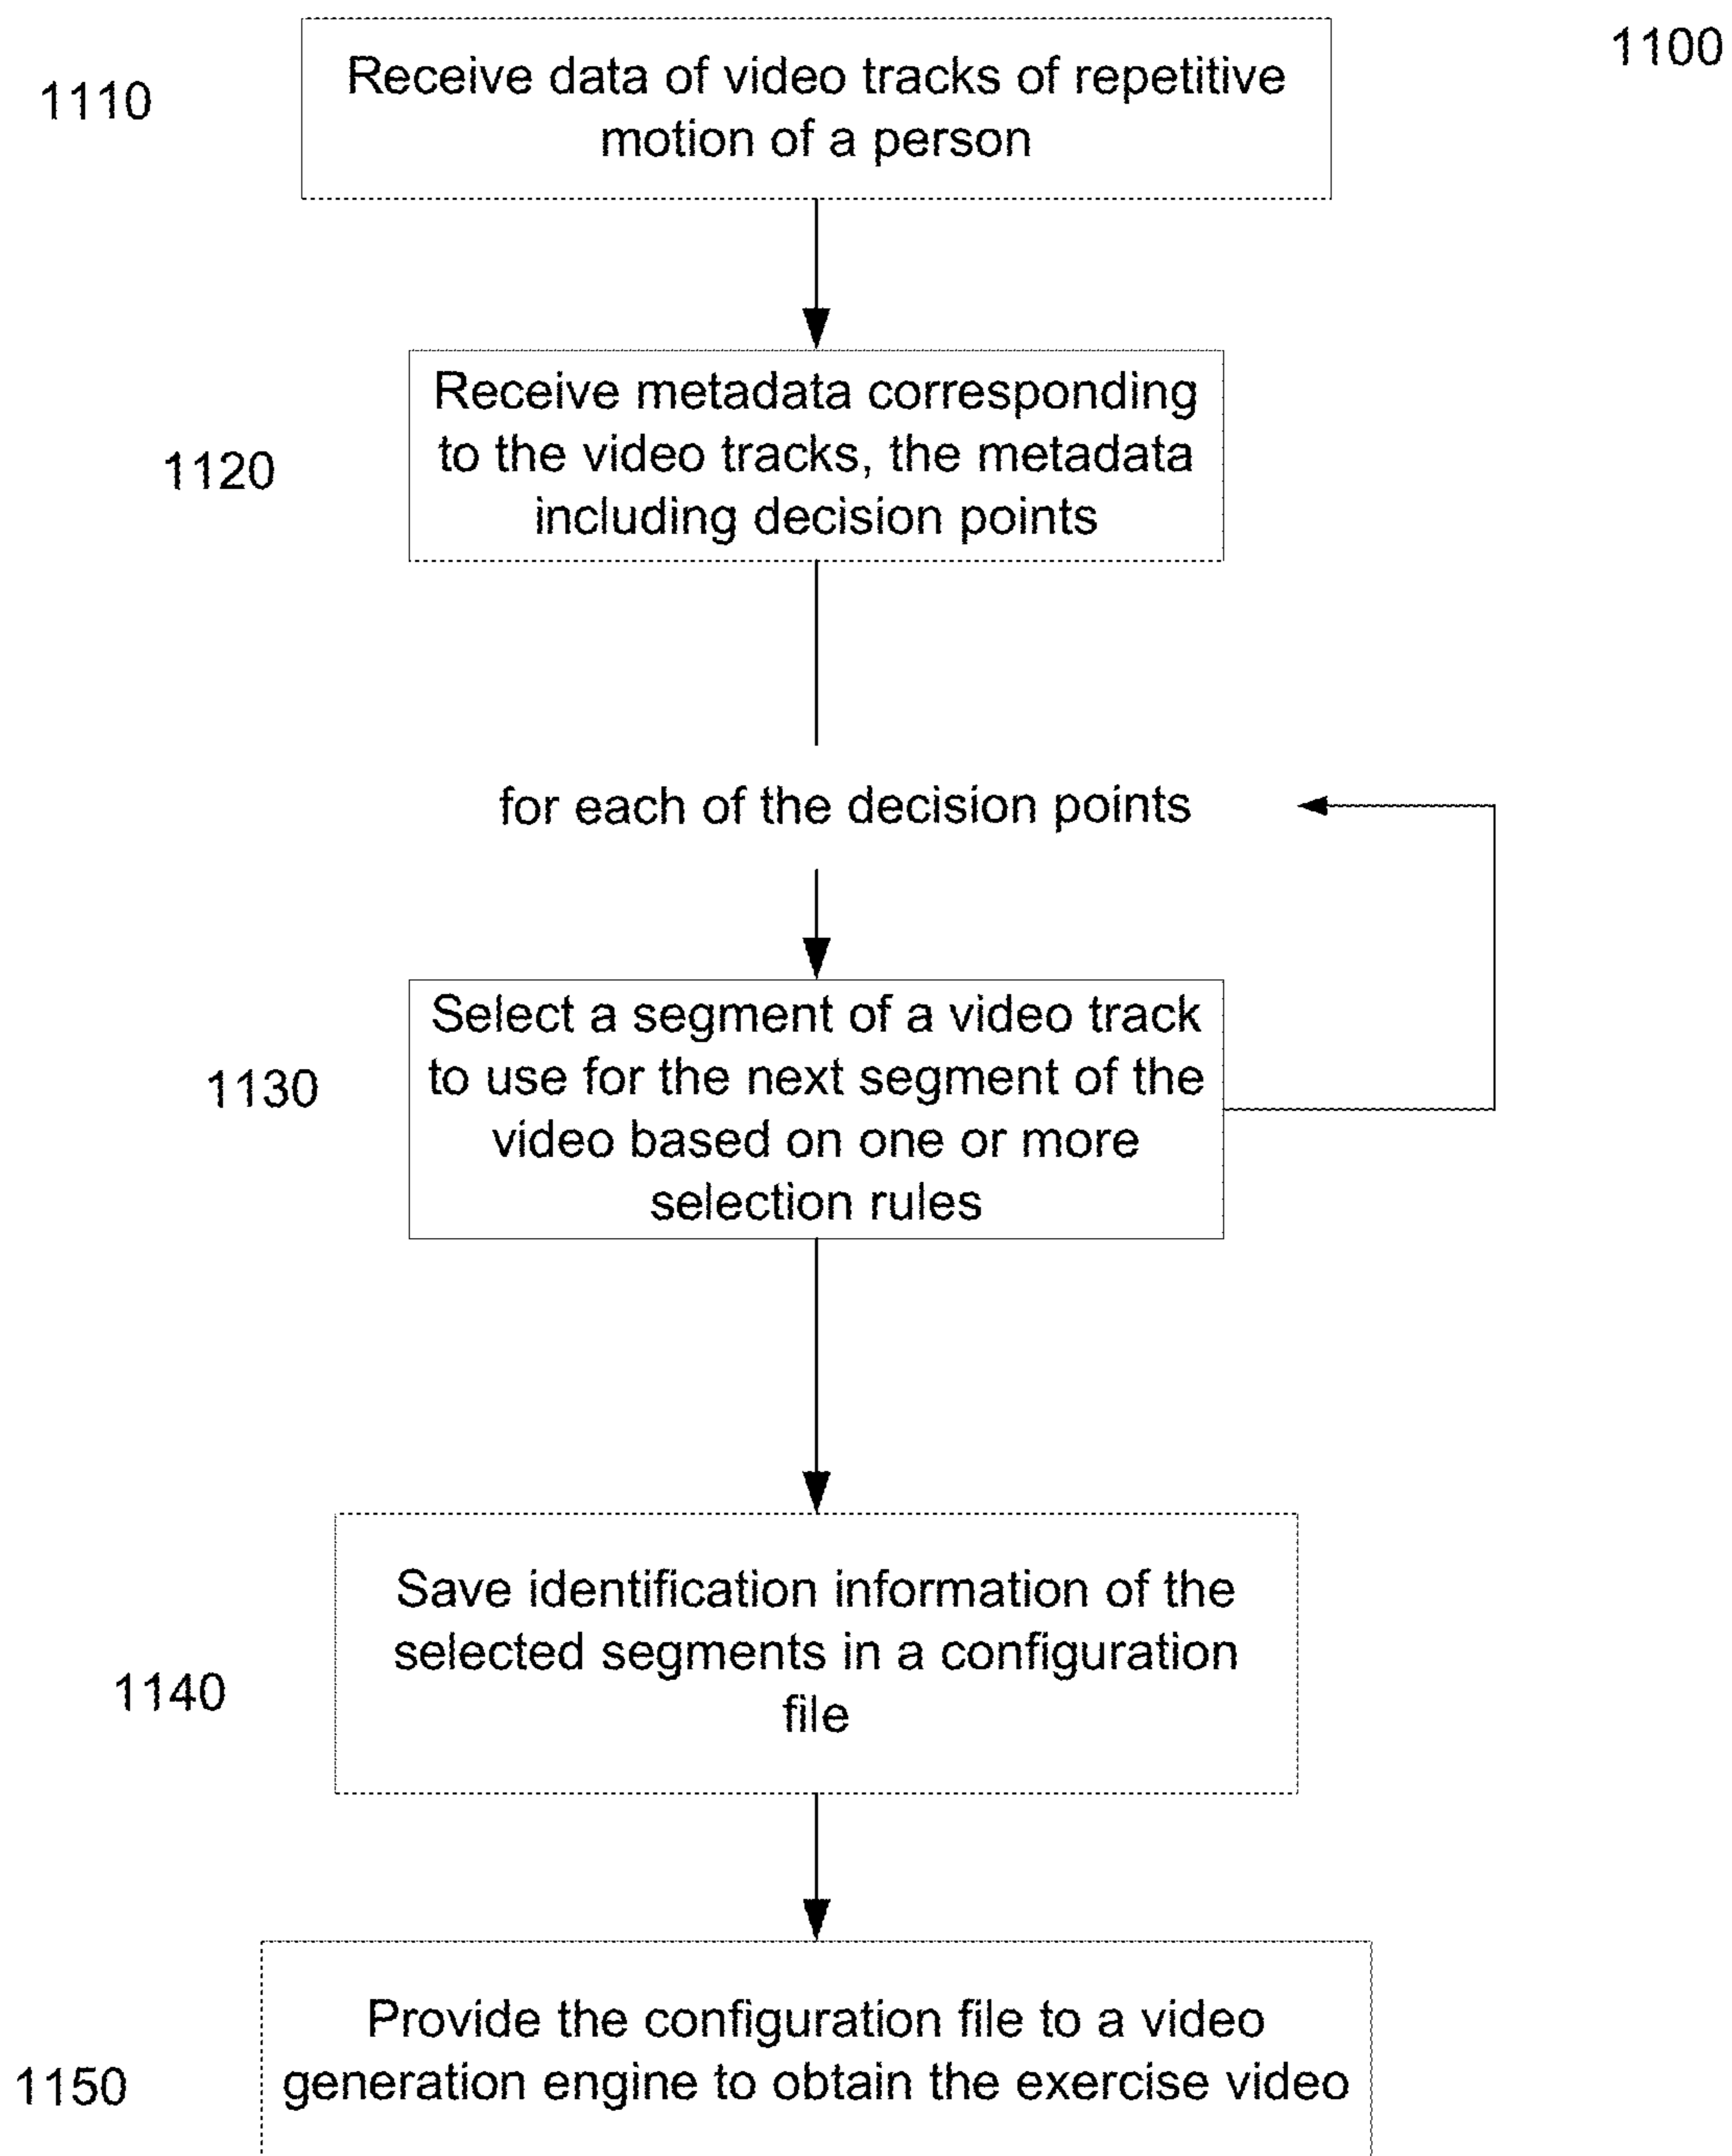 1100
1110
Receive data of video tracks of repetitive
motion of a person
1120
Receive metadata corresponding
to the video tracks, the metadata
including decision points
for each of the decision points
1130
Select a segment of a video track
to use for the next segment of the
video based on one or more
selection rules
1140
Save identification information of the
selected segments in a configuration
file
1150
Provide the configuration file to a video
generation engine to obtain the exercise video